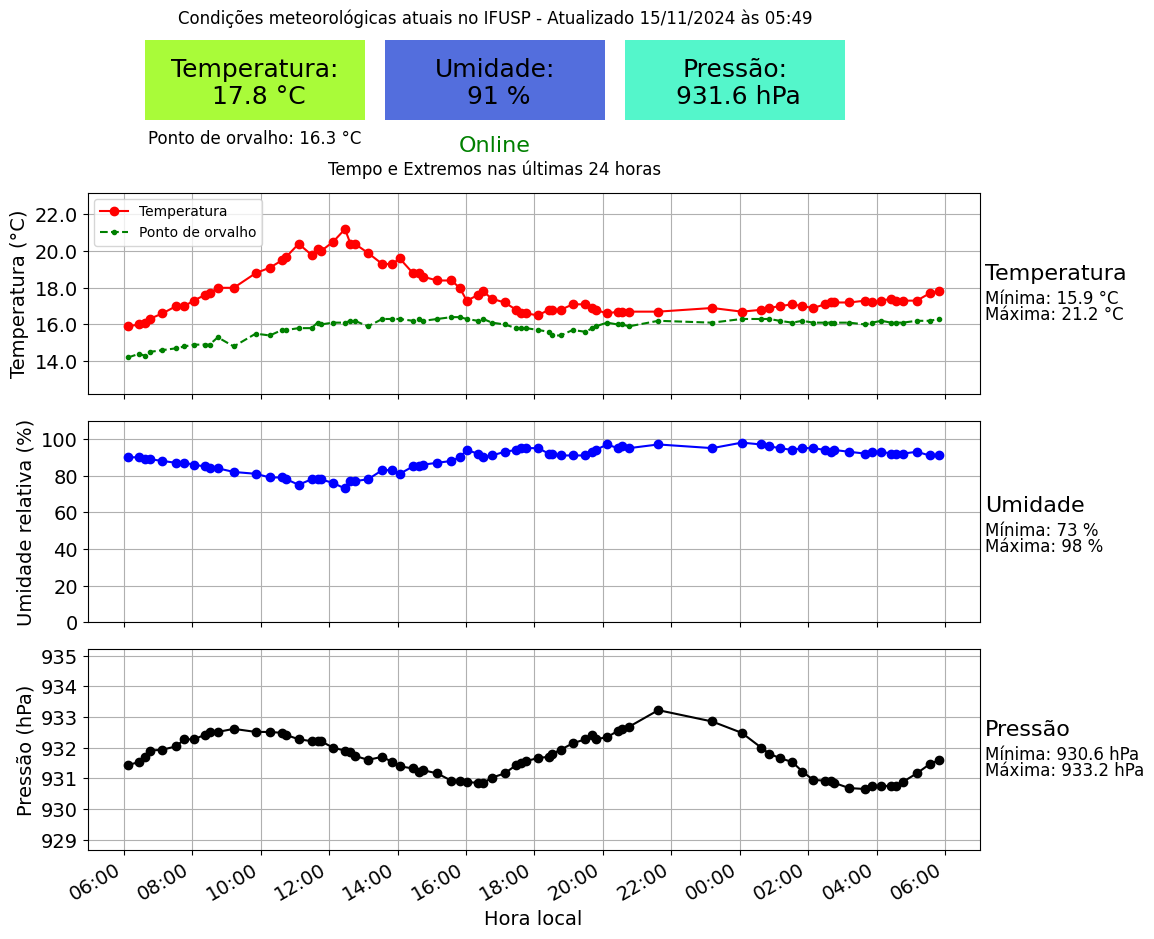 Condições meteorológicas atuais no IFUSP - Atualizado 15/11/2024 às 05:49
Temperatura:
17.8 °C
Umidade:
91 %
Pressão:
931.6 hPa
Ponto de orvalho: 16.3 °C
Online
Tempo e Extremos nas últimas 24 horas
Temperatura (°C)
22.0
20.0
18.0
16.0
14.0
Temperatura
Ponto de orvalho
Temperatura
Mínima: 15.9 °C
Máxima: 21.2 °C
Umidade relativa (%)
100
80
60
40
20
0
Umidade
Mínima: 73 %
Máxima: 98 %
Pressão (hPa)
935
934
933
932
931
930
929
Pressão
Mínima: 930.6 hPa
Máxima: 933.2 hPa
06:00 08:00 10:00 12:00 14:00 16:00 18:00 20:00 22:00 00:00 02:00 04:00 06:00
Hora local